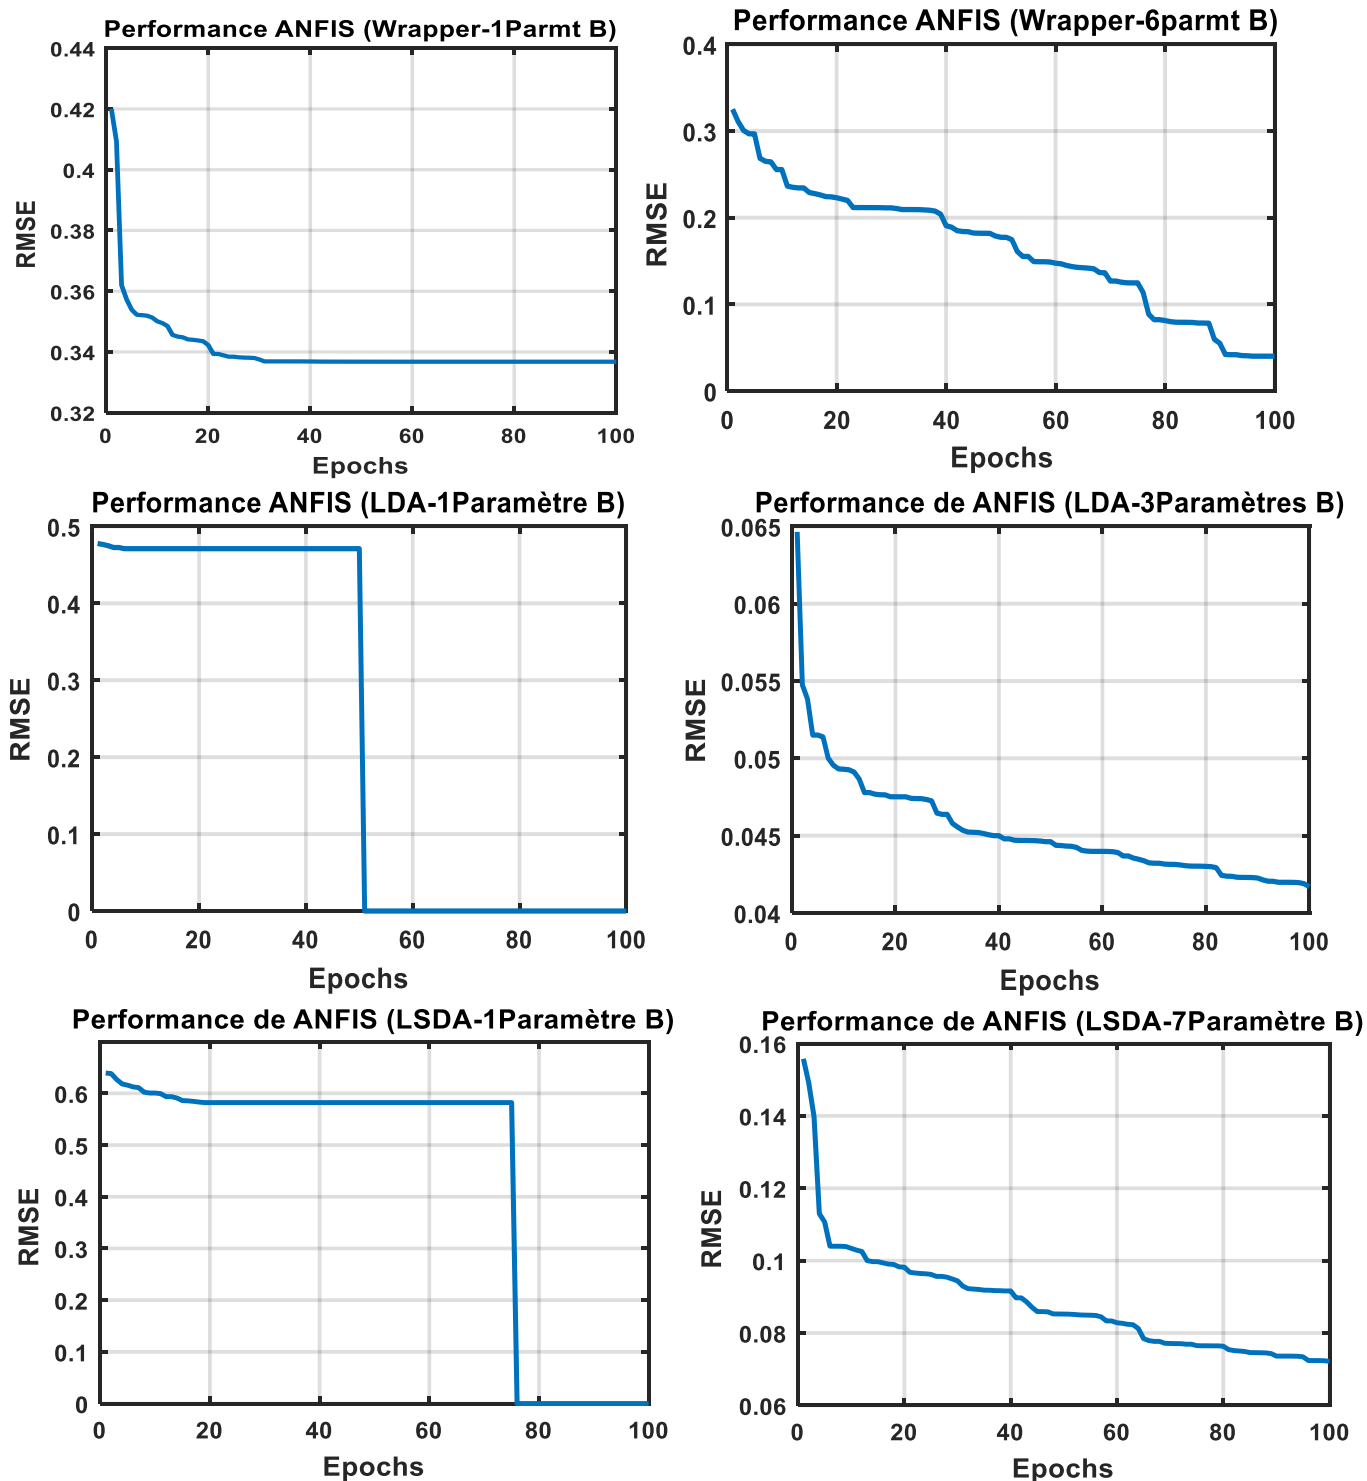 Performance ANFIS (Wrapper-1Parmt B)
0.44
0.42
0.4
0.38
0.36
0.34
0.32
RMSE
0 20 40 60 80 100
Epochs
Performance ANFIS (Wrapper-6parmt B)
0.4
0.3
0.2
0.1
0
RMSE
0 20 40 60 80 100
Epochs
Performance ANFIS (LDA-1Paramètre B)
0.5
0.4
0.3
0.2
0.1
0
RMSE
0 20 40 60 80 100
Epochs
Performance de ANFIS (LDA-3Paramètres B)
0.065
0.06
0.055
0.05
0.045
0.04
RMSE
0 20 40 60 80 100
Epochs
Performance de ANFIS (LSDA-1Paramètre B)
0.6
0.5
0.4
0.3
0.2
0.1
0
RMSE
0 20 40 60 80 100
Epochs
Performance de ANFIS (LSDA-7Paramètre B)
0.16
0.14
0.12
0.1
0.08
0.06
RMSE
0 20 40 60 80 100
Epochs